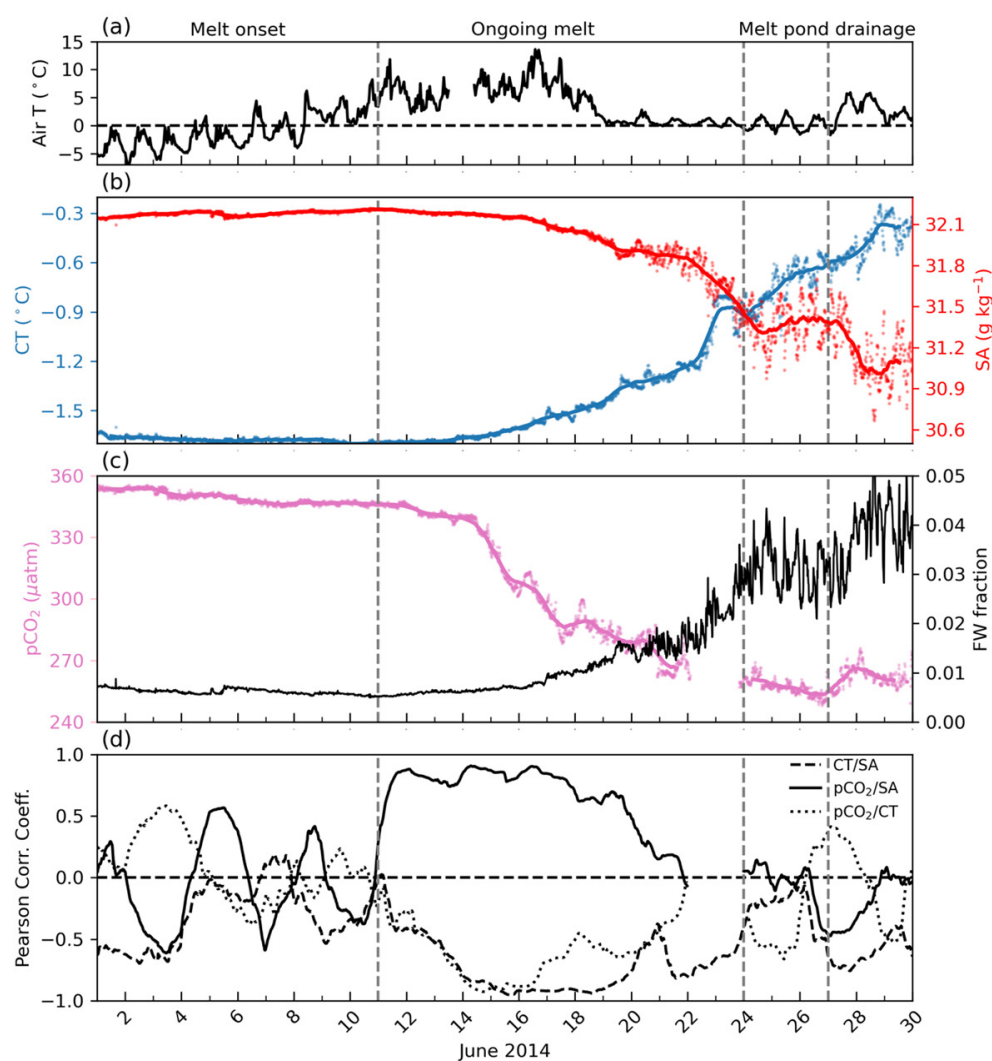 (a)
Melt onset
Ongoing melt
Melt pond drainage
15
10
5
0
−5
Air T (°C)
(b)
−0.3
−0.6
−0.9
−1.2
−1.5
CT (°C)
32.1
31.8
31.5
31.2
30.9
30.6
SA (g kg⁻¹)
(c)
360
330
300
270
240
pCO₂ (μatm)
0.05
0.04
0.03
0.02
0.01
0.00
FW fraction
(d)
1.0
0.5
0.0
−0.5
−1.0
Pearson Corr. Coeff.
CT/SA
pCO₂/SA
pCO₂/CT
2 4 6 8 10 12 14 16 18 20 22 24 26 28 30
June 2014